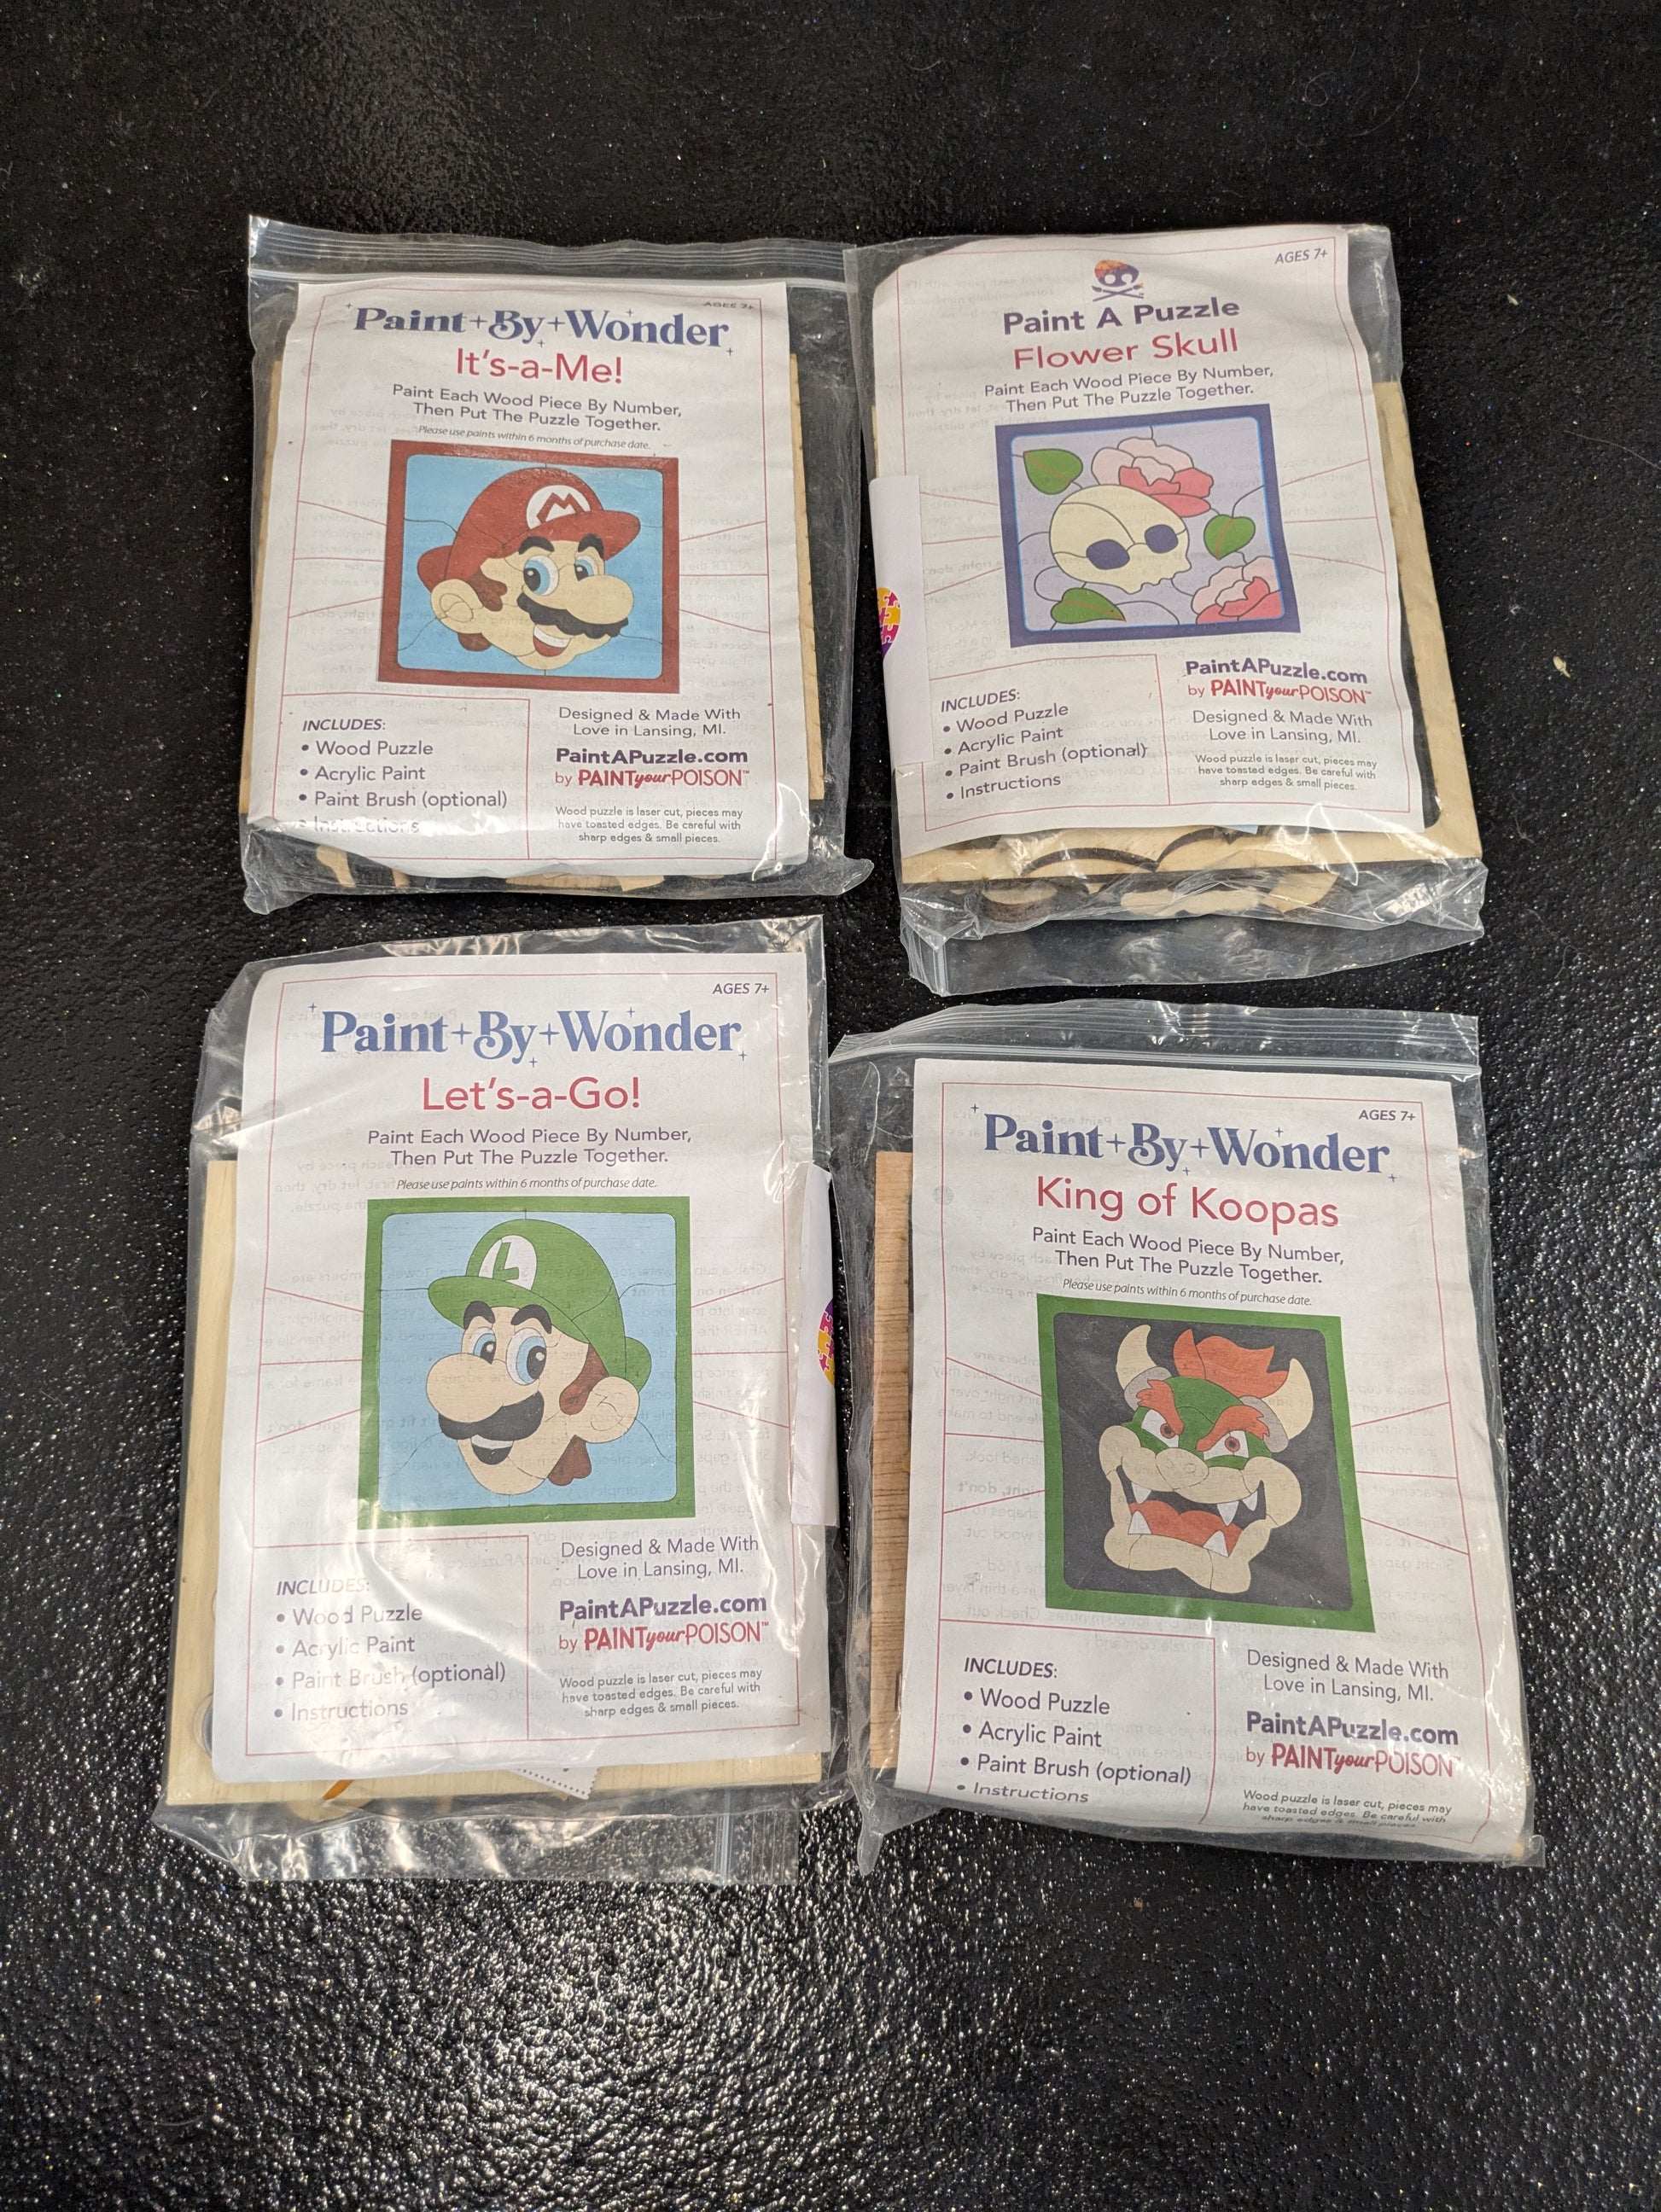 AGES 7+
Paint+By+Wonder
It's-a-Me!
Paint Each Wood Piece By Number,
Then Put The Puzzle Together.
Please use paints within 6 months of purchase date.
M
INCLUDES:
• Wood Puzzle
• Acrylic Paint
• Paint Brush (optional)
• Instructions
Designed & Made With
Love in Lansing, MI.
PaintAPuzzle.com
by PAINTyourPOISON™
Wood puzzle is laser cut, pieces may
have toasted edges. Be careful with
sharp edges & small pieces.
AGES 7+
Paint A Puzzle
Flower Skull
Paint Each Wood Piece By Number,
Then Put The Puzzle Together.
INCLUDES:
• Wood Puzzle
• Acrylic Paint
• Paint Brush (optional)
• Instructions
PaintAPuzzle.com
by PAINTyourPOISON™
Designed & Made With
Love in Lansing, MI.
Wood puzzle is laser cut, pieces may
have toasted edges. Be careful with
sharp edges & small pieces.
AGES 7+
Paint+By+Wonder
Let's-a-Go!
Paint Each Wood Piece By Number,
Then Put The Puzzle Together.
Please use paints within 6 months of purchase date.
L
INCLUDES:
• Wood Puzzle
• Acrylic Paint
• Paint Brush (optional)
• Instructions
Designed & Made With
Love in Lansing, MI.
PaintAPuzzle.com
by PAINTyourPOISON™
Wood puzzle is laser cut, pieces may
have toasted edges. Be careful with
sharp edges & small pieces.
AGES 7+
Paint+By+Wonder
King of Koopas
Paint Each Wood Piece By Number,
Then Put The Puzzle Together.
Please use paints within 6 months of purchase date.
INCLUDES:
• Wood Puzzle
• Acrylic Paint
• Paint Brush (optional)
• Instructions
Designed & Made With
Love in Lansing, MI.
PaintAPuzzle.com
by PAINTyourPOISON™
Wood puzzle is laser cut, pieces may
have toasted edges. Be careful with
sharp edges & small pieces.